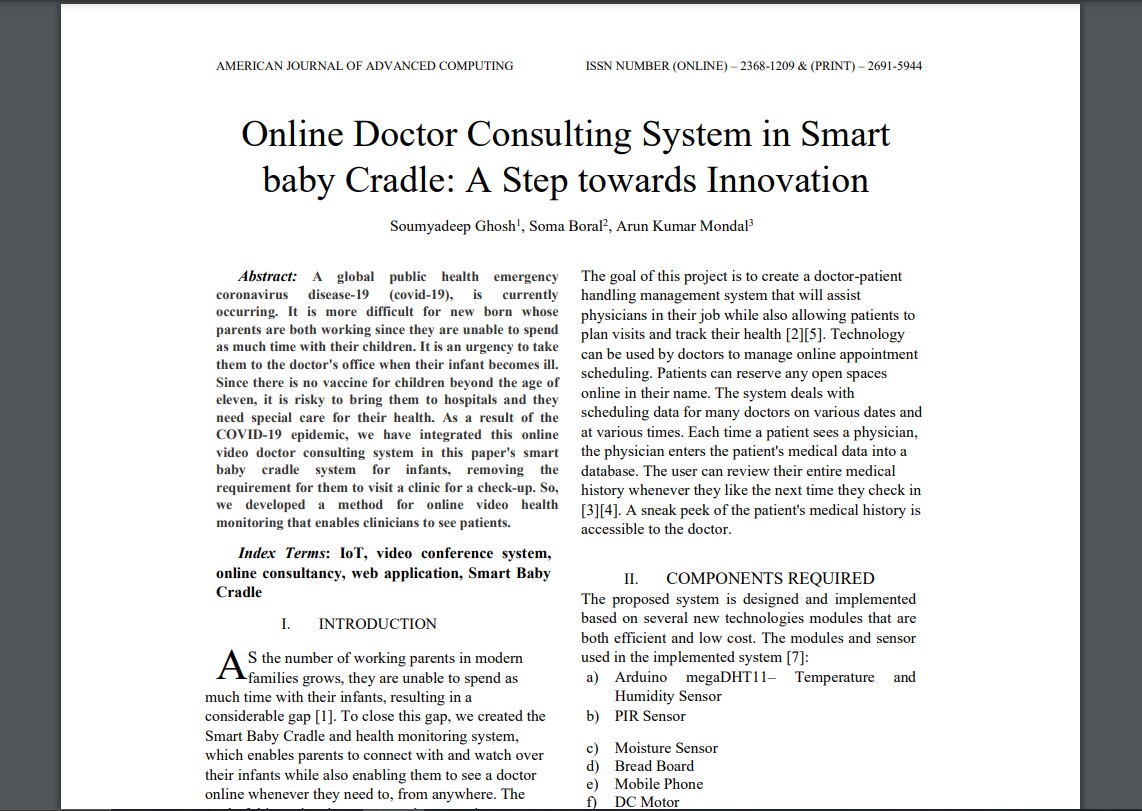 AMERICAN JOURNAL OF ADVANCED COMPUTING
ISSN NUMBER (ONLINE) – 2368-1209 & (PRINT) – 2691-5944
Online Doctor Consulting System in Smart
baby Cradle: A Step towards Innovation
Soumyadeep Ghosh¹, Soma Boral², Arun Kumar Mondal³
Abstract: A global public health emergency
coronavirus disease-19 (covid-19), is currently
occurring. It is more difficult for new born whose
parents are both working since they are unable to spend
as much time with their children. It is an urgency to take
them to the doctor's office when their infant becomes ill.
Since there is no vaccine for children beyond the age of
eleven, it is risky to bring them to hospitals and they
need special care for their health. As a result of the
COVID-19 epidemic, we have integrated this online
video doctor consulting system in this paper's smart
baby cradle system for infants, removing the
requirement for them to visit a clinic for a check-up. So,
we developed a method for online video health
monitoring that enables clinicians to see patients.
Index Terms: IoT, video conference system,
online consultancy, web application, Smart Baby
Cradle
I. INTRODUCTION
AS the number of working parents in modern
families grows, they are unable to spend as
much time with their infants, resulting in a
considerable gap [1]. To close this gap, we created the
Smart Baby Cradle and health monitoring system,
which enables parents to connect with and watch over
their infants while also enabling them to see a doctor
online whenever they need to, from anywhere. The
The goal of this project is to create a doctor-patient
handling management system that will assist
physicians in their job while also allowing patients to
plan visits and track their health [2][5]. Technology
can be used by doctors to manage online appointment
scheduling. Patients can reserve any open spaces
online in their name. The system deals with
scheduling data for many doctors on various dates and
at various times. Each time a patient sees a physician,
the physician enters the patient's medical data into a
database. The user can review their entire medical
history whenever they like the next time they check in
[3][4]. A sneak peek of the patient's medical history is
accessible to the doctor.
II. COMPONENTS REQUIRED
The proposed system is designed and implemented
based on several new technologies modules that are
both efficient and low cost. The modules and sensor
used in the implemented system [7]:
a) Arduino megaDHT11– Temperature and
Humidity Sensor
b) PIR Sensor
c) Moisture Sensor
d) Bread Board
e) Mobile Phone
f) DC Motor